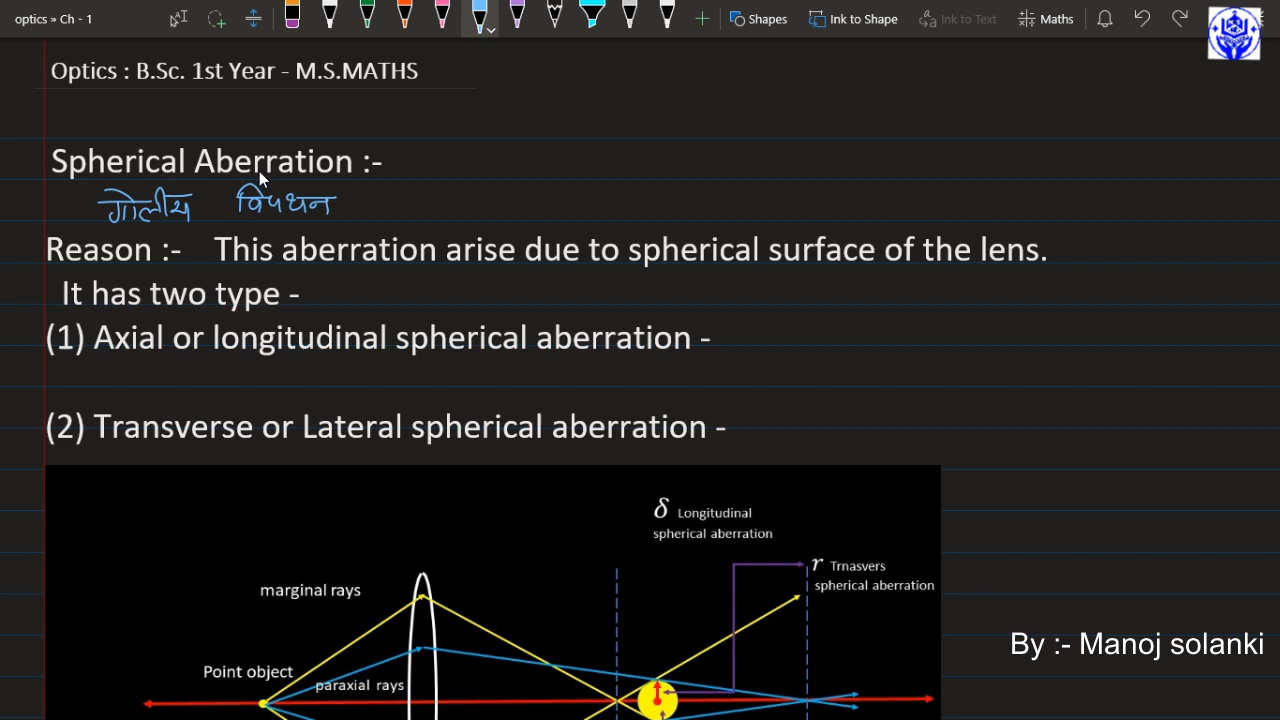 optics » Ch - 1
Shapes
Ink to Shape
Ink to Text
Maths
Optics : B.Sc. 1st Year - M.S.MATHS
Spherical Aberration :-
गोलीय विपथन
Reason :- This aberration arise due to spherical surface of the lens.
It has two type -
(1) Axial or longitudinal spherical aberration -
(2) Transverse or Lateral spherical aberration -
δ Longitudinal
spherical aberration
r Trnasvers
spherical aberration
marginal rays
Point object
paraxial rays
By :- Manoj solanki